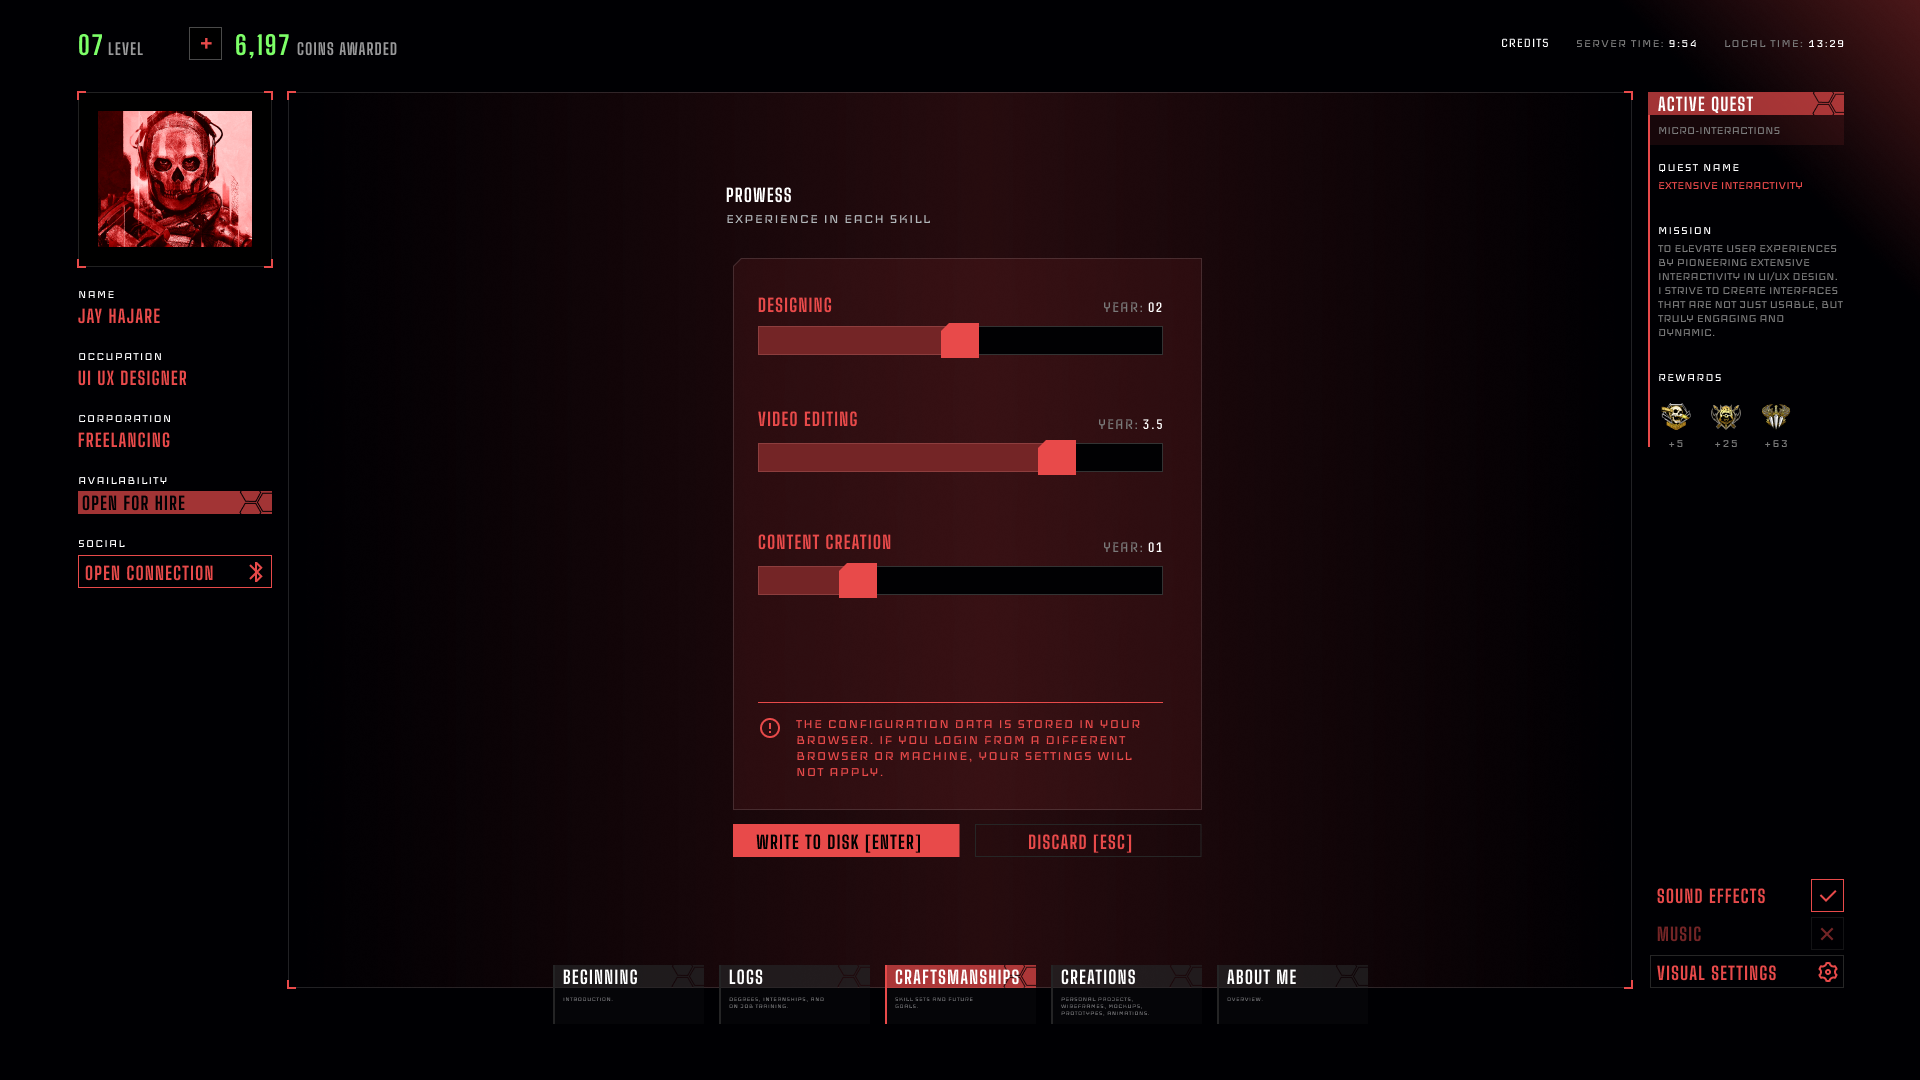 07 LEVEL
+ 6,197 COINS AWARDED
CREDITS
SERVER TIME: 9:54
LOCAL TIME: 13:29
NAME
JAY HAJARE
OCCUPATION
UI UX DESIGNER
CORPORATION
FREELANCING
AVAILABILITY
OPEN FOR HIRE
SOCIAL
OPEN CONNECTION
PROWESS
EXPERIENCE IN EACH SKILL
DESIGNING
YEAR: 02
VIDEO EDITING
YEAR: 3.5
CONTENT CREATION
YEAR: 01
THE CONFIGURATION DATA IS STORED IN YOUR
BROWSER. IF YOU LOGIN FROM A DIFFERENT
BROWSER OR MACHINE, YOUR SETTINGS WILL
NOT APPLY.
WRITE TO DISK [ENTER]
DISCARD [ESC]
ACTIVE QUEST
MICRO-INTERACTIONS
QUEST NAME
EXTENSIVE INTERACTIVITY
MISSION
TO ELEVATE USER EXPERIENCES
BY PIONEERING EXTENSIVE
INTERACTIVITY IN UI/UX DESIGN.
I STRIVE TO CREATE INTERFACES
THAT ARE NOT JUST USABLE, BUT
TRULY ENGAGING AND
DYNAMIC.
REWARDS
+5
+25
+63
SOUND EFFECTS
MUSIC
VISUAL SETTINGS
BEGINNING
INTRODUCTION.
LOGS
DEGREES, INTERNSHIPS, AND
ON JOB TRAINING.
CRAFTSMANSHIPS
SKILL SETS AND FUTURE
GOALS.
CREATIONS
PERSONAL PROJECTS,
WIREFRAMES, MOCKUPS,
PROTOTYPES, ANIMATIONS.
ABOUT ME
OVERVIEW.